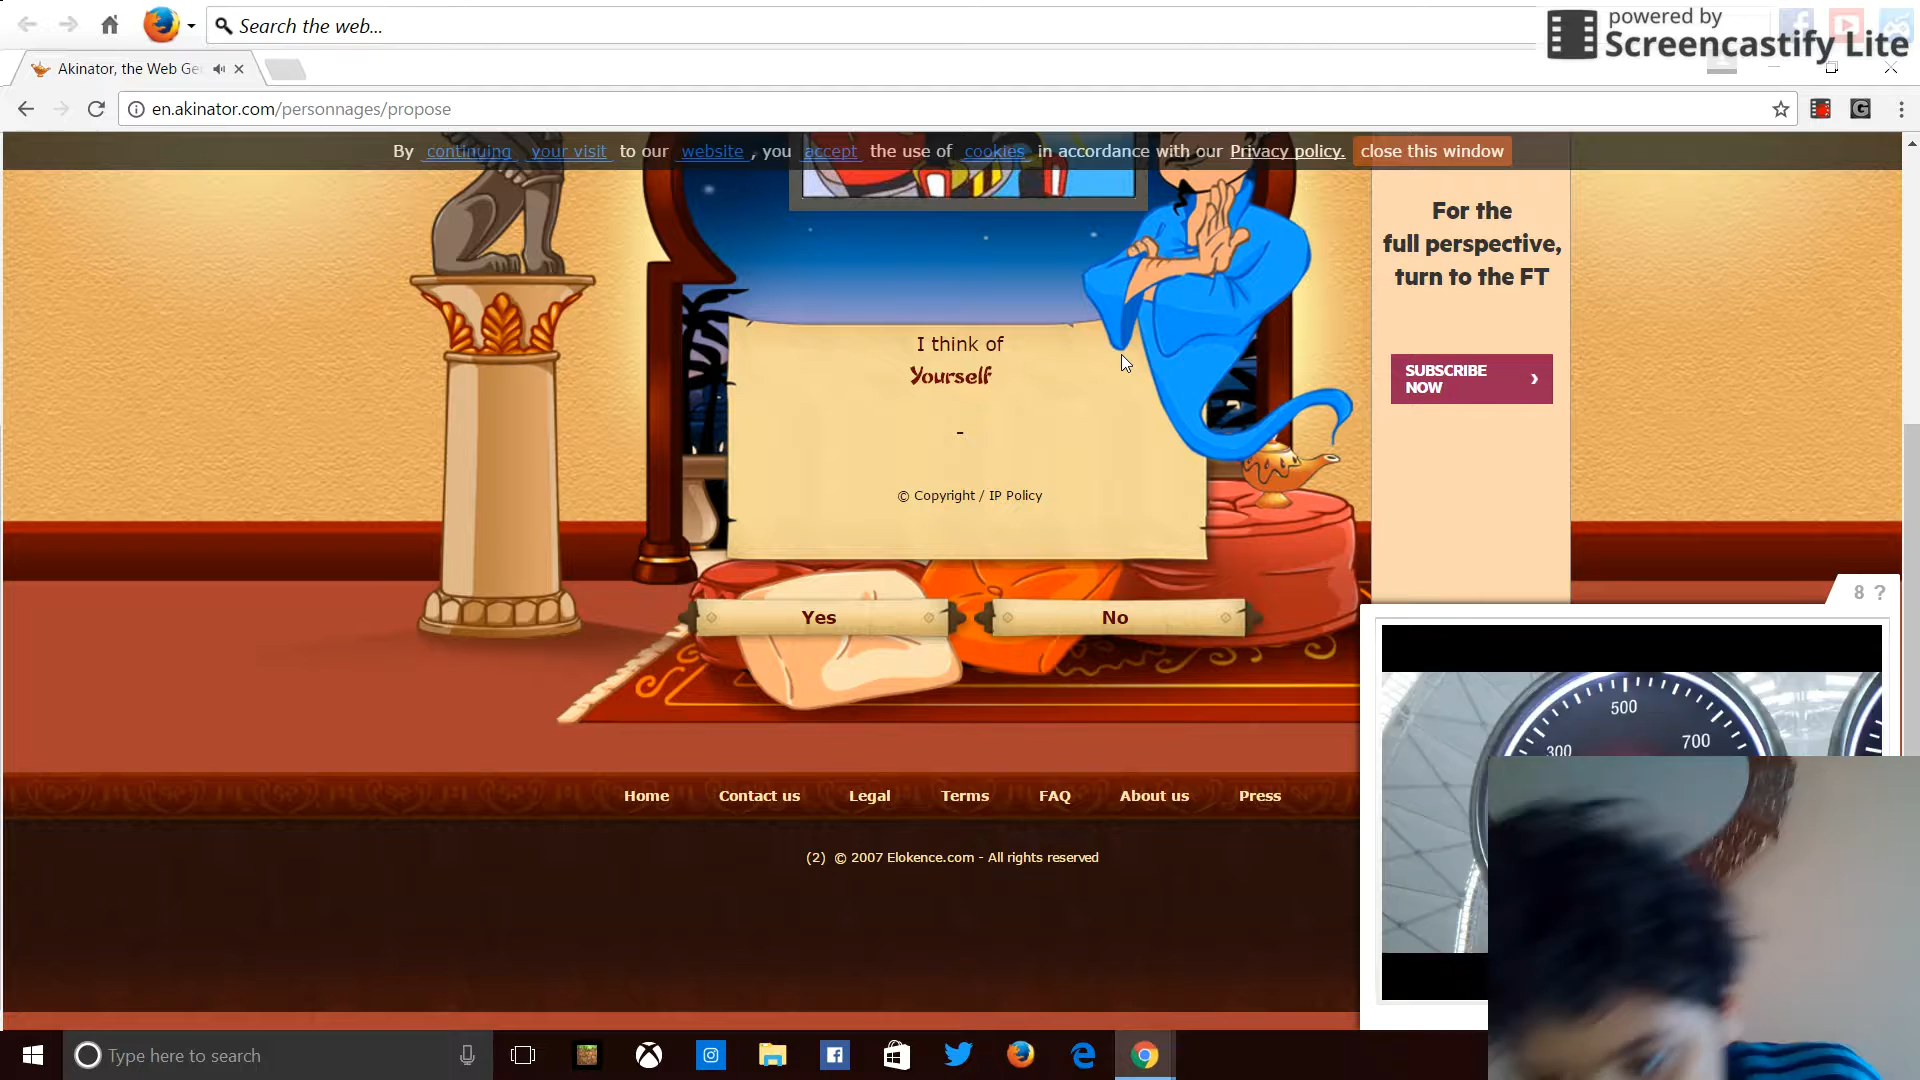 Search the web...
powered by
Screencastify Lite
Akinator, the Web Ge
en.akinator.com/personnages/propose
By continuing your visit to our website , you accept the use of cookies in accordance with our Privacy policy. close this window
For the
full perspective,
turn to the FT
SUBSCRIBE
NOW
I think of
Yourself
-
© Copyright / IP Policy
Yes
No
8 ?
500
300
700
Home Contact us Legal Terms FAQ About us Press
(2) © 2007 Elokence.com - All rights reserved
Type here to search